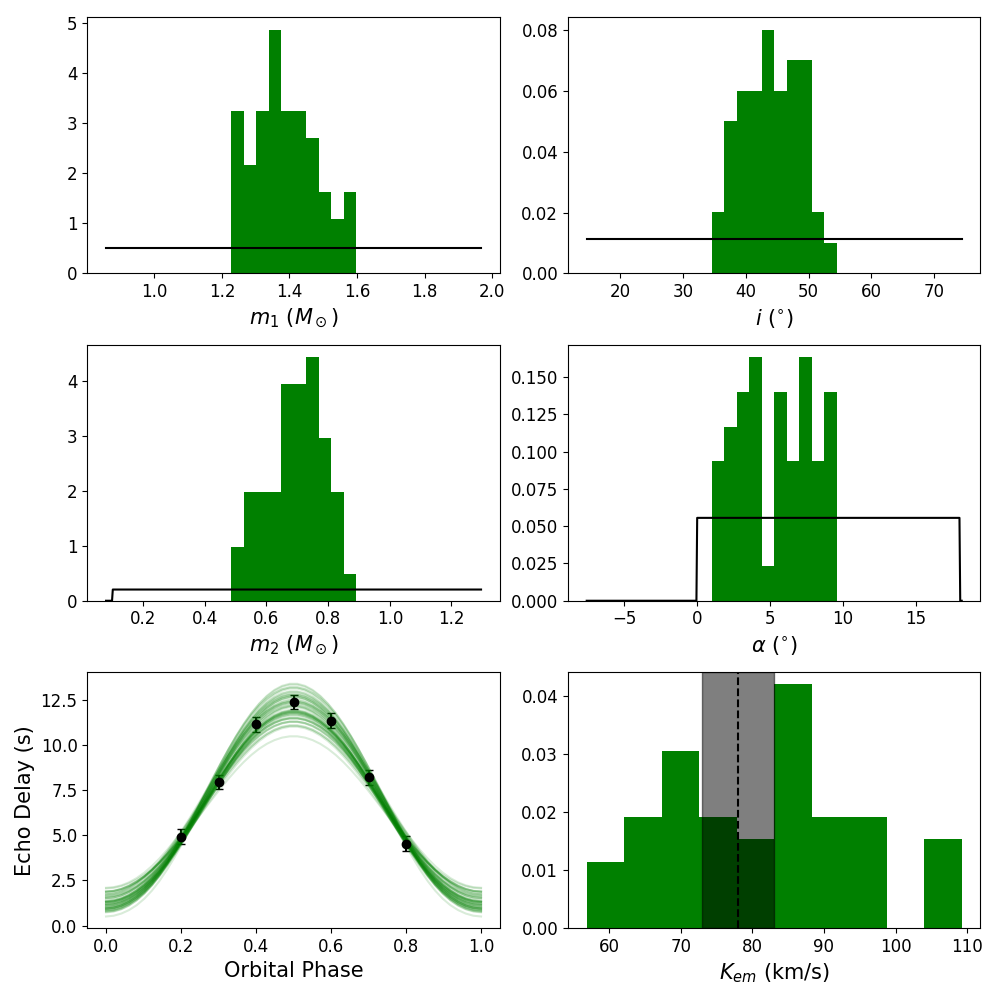 5
4
3
2
1
0
1.0 1.2 1.4 1.6 1.8 2.0
m₁ (M⊙)
0.08
0.06
0.04
0.02
0.00
20 30 40 50 60 70
i (°)
4
3
2
1
0
0.2 0.4 0.6 0.8 1.0 1.2
m₂ (M⊙)
0.150
0.125
0.100
0.075
0.050
0.025
0.000
−5 0 5 10 15
α (°)
Echo Delay (s)
12.5
10.0
7.5
5.0
2.5
0.0
0.0 0.2 0.4 0.6 0.8 1.0
Orbital Phase
0.04
0.03
0.02
0.01
0.00
60 70 80 90 100 110
Kₑₘ (km/s)